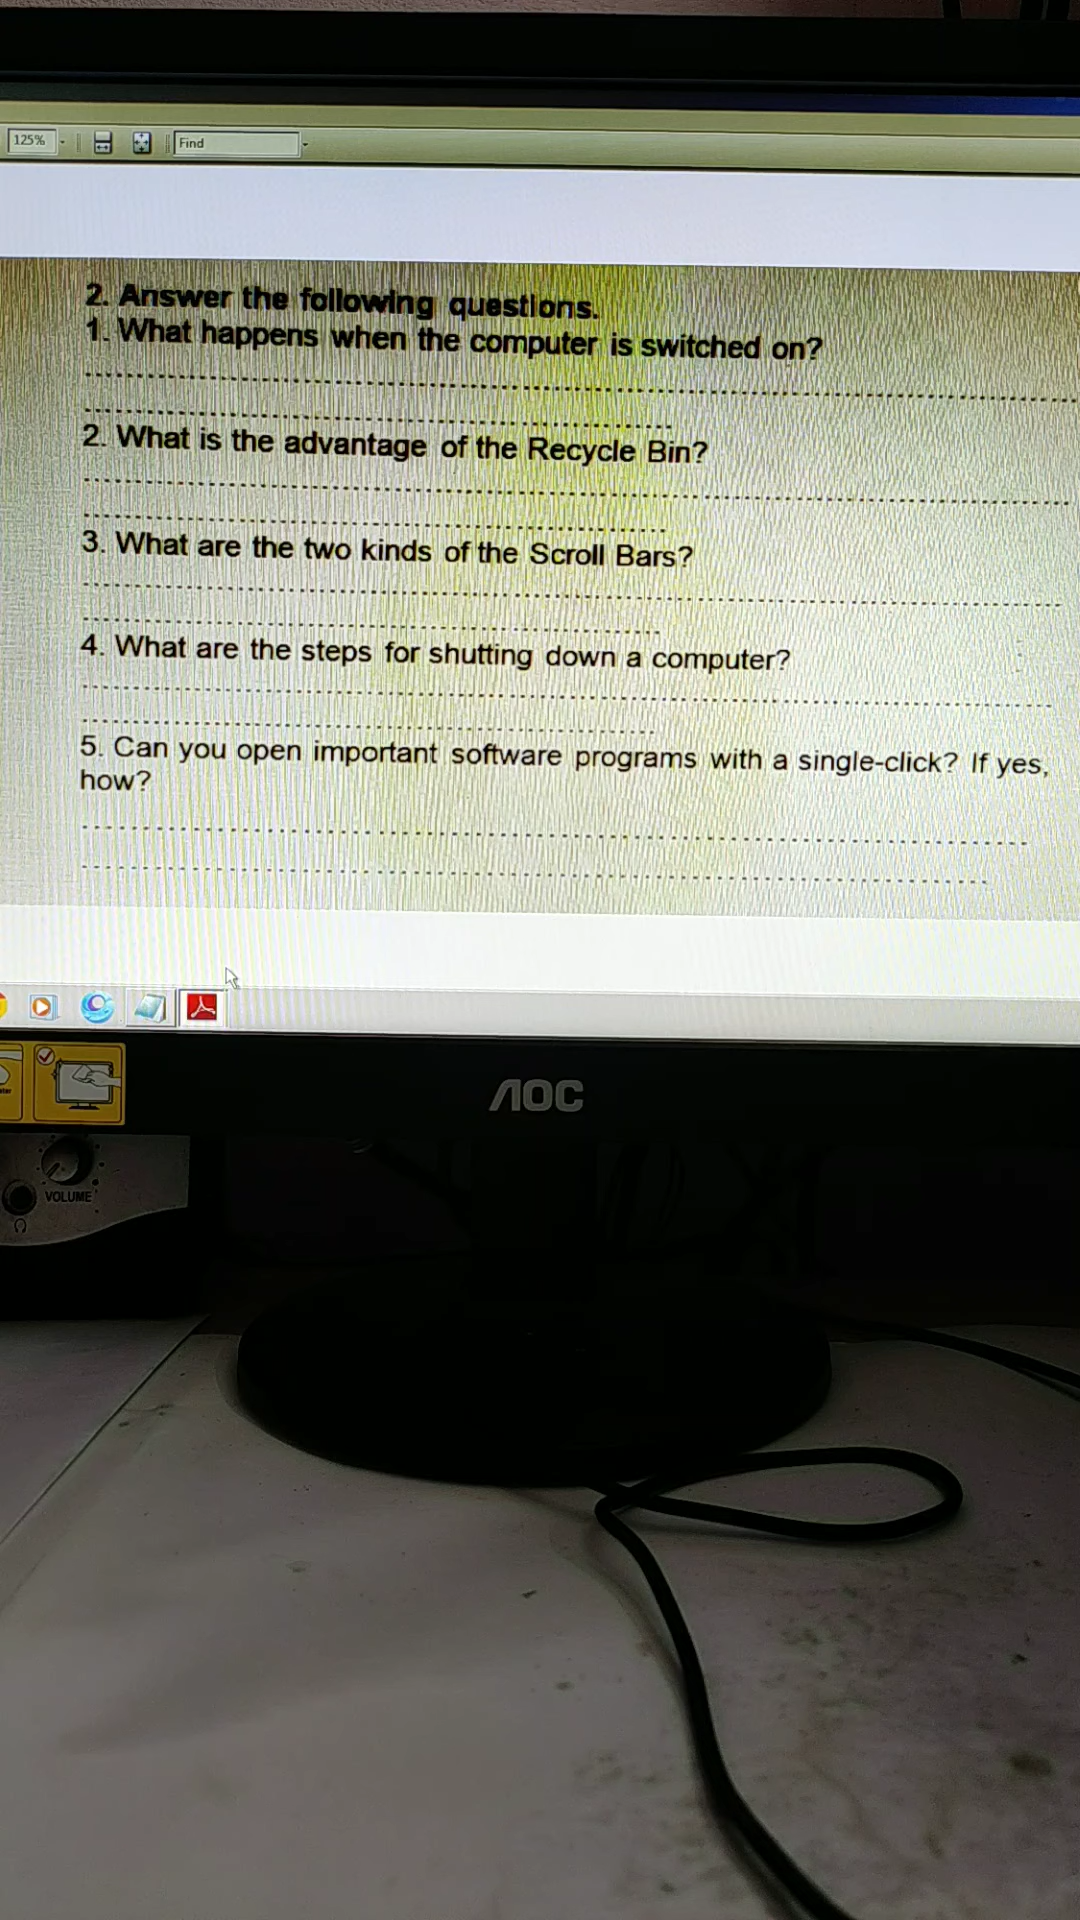 125%
Find
2. Answer the following questions.
1. What happens when the computer is switched on?
2. What is the advantage of the Recycle Bin?
3. What are the two kinds of the Scroll Bars?
4. What are the steps for shutting down a computer?
5. Can you open important software programs with a single-click? If yes,
how?
AOC
VOLUME